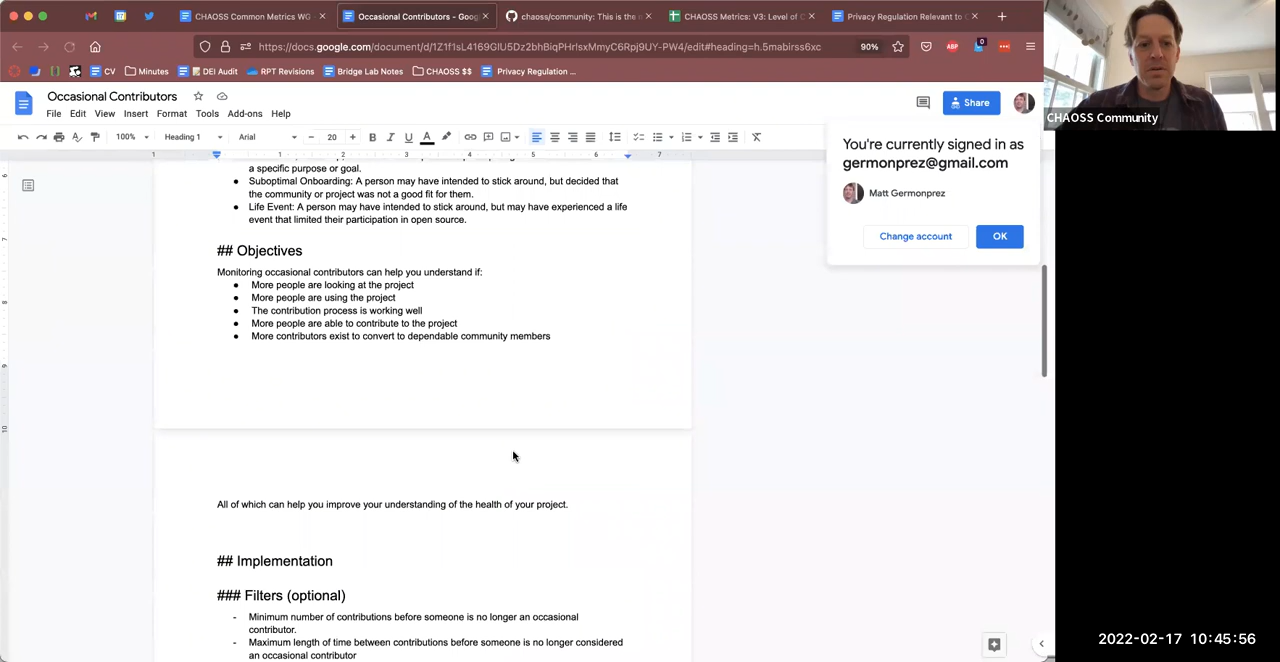 CHAOSS Common Metrics WG
Occasional Contributors - Goog
chaoss/community: This is the
CHAOSS Metrics: V3: Level of
Privacy Regulation Relevant to
https://docs.google.com/document/d/1Z1f1sL4169GlU5Dz2bhBiqPHrlsxMmyC6Rpj9UY-PW4/edit#heading=h.5mabirss6xc
90%
ABP
0
CV
Minutes
DEI Audit
RPT Revisions
Bridge Lab Notes
CHAOSS $$
Privacy Regulation ...
Occasional Contributors
File Edit View Insert Format Tools Add-ons Help
Share
100%
Heading 1
Arial
20
B I U A
1 1 2 3 4 5 6 7
You're currently signed in as
germonprez@gmail.com
Matt Germonprez
Change account
OK
CHAOSS Community
a specific purpose or goal.
● Suboptimal Onboarding: A person may have intended to stick around, but decided that
the community or project was not a good fit for them.
● Life Event: A person may have intended to stick around, but may have experienced a life
event that limited their participation in open source.
## Objectives
Monitoring occasional contributors can help you understand if:
● More people are looking at the project
● More people are using the project
● The contribution process is working well
● More people are able to contribute to the project
● More contributors exist to convert to dependable community members
All of which can help you improve your understanding of the health of your project.
## Implementation
### Filters (optional)
- Minimum number of contributions before someone is no longer an occasional
contributor.
- Maximum length of time between contributions before someone is no longer considered
an occasional contributor
2022-02-17 10:45:56